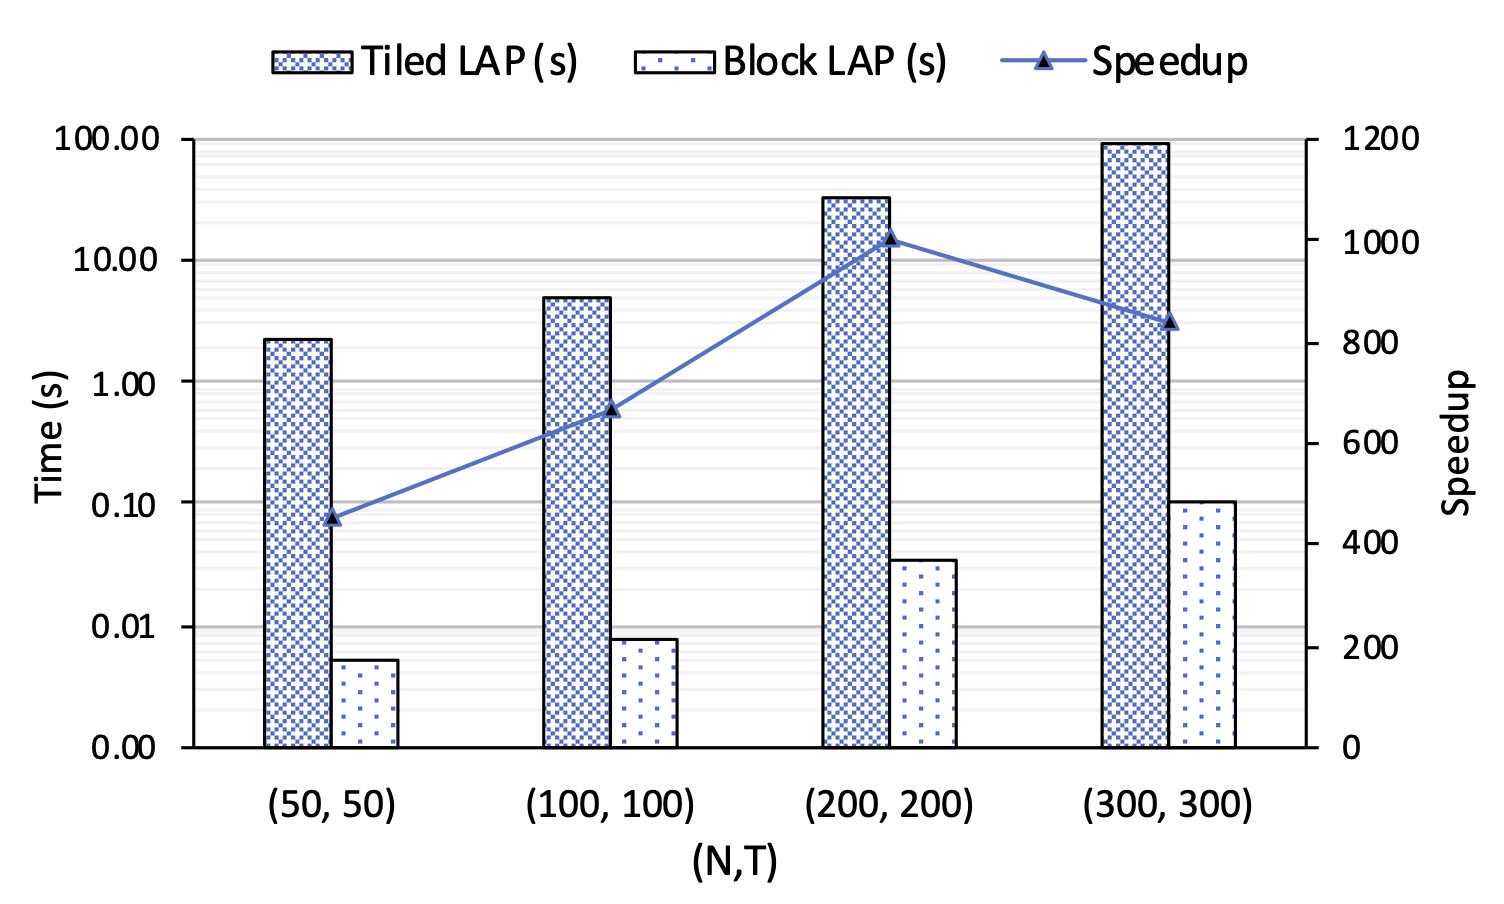 Tiled LAP (s) Block LAP (s) Speedup
100.00 1200
10.00 1000
1.00 800
0.10 600
0.01 400
0.00 200
0
Time (s)
Speedup
(50, 50) (100, 100) (200, 200) (300, 300)
(N,T)